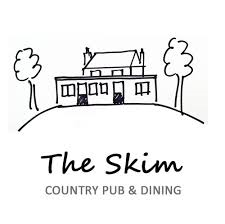 The Skim
COUNTRY PUB & DINING